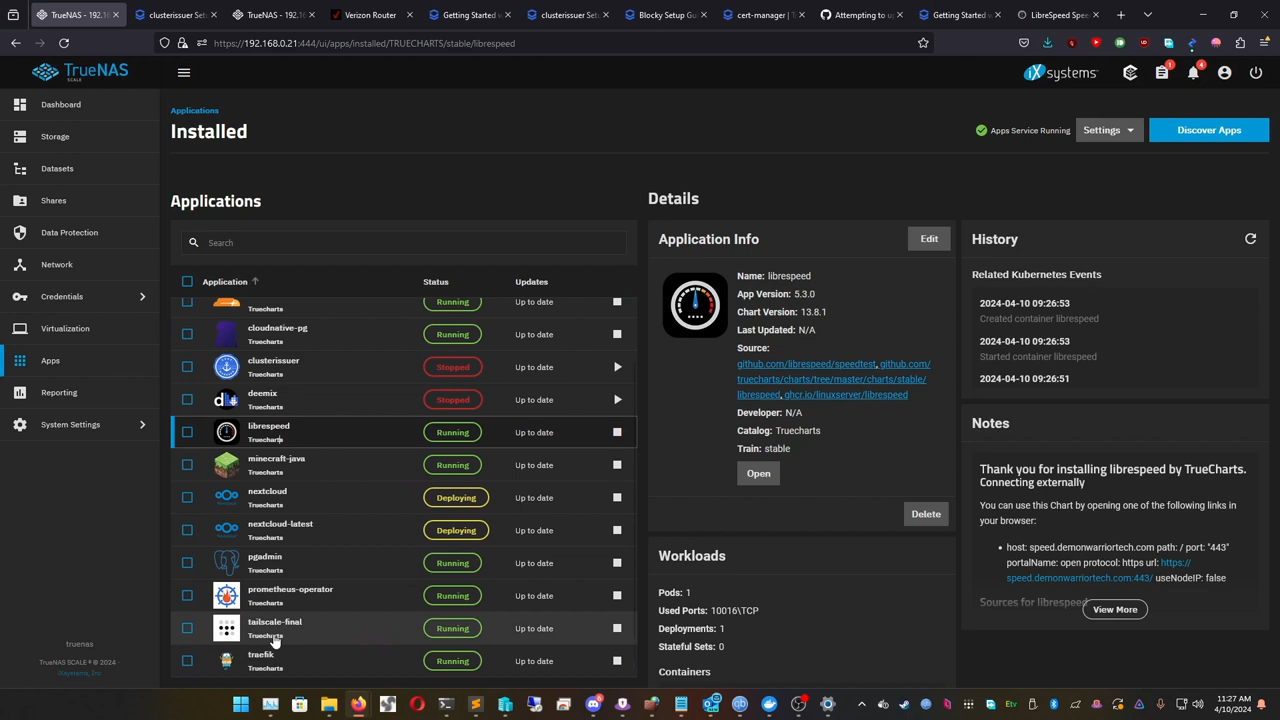 TrueNAS - 192.16
clusterissuer Setu
TrueNAS - 192.16
Verizon Router
Getting Started w
clusterissuer Setu
Blocky Setup Guid
cert-manager | Tr
Attempting to up
Getting Started w
LibreSpeed Spee
https://192.168.0.21:444/ui/apps/installed/TRUECHARTS/stable/librespeed
TrueNAS
SCALE
iXsystems
1
4
Dashboard
Storage
Datasets
Shares
Data Protection
Network
Credentials
Virtualization
Apps
Reporting
System Settings
truenas
TrueNAS SCALE ® © 2024 -
iXsystems, Inc
Applications
Installed
Apps Service Running
Settings
Discover Apps
Applications
Search
Application
Status
Updates
Truecharts
Running
Up to date
cloudnative-pg
Truecharts
Running
Up to date
clusterissuer
Truecharts
Stopped
Up to date
deemix
Truecharts
Stopped
Up to date
librespeed
Truecharts
Running
Up to date
minecraft-java
Truecharts
Running
Up to date
nextcloud
Truecharts
Deploying
Up to date
nextcloud-latest
Truecharts
Deploying
Up to date
pgadmin
Truecharts
Running
Up to date
prometheus-operator
Truecharts
Running
Up to date
tailscale-final
Truecharts
Running
Up to date
traefik
Truecharts
Running
Up to date
Details
Application Info
Edit
Name: librespeed
App Version: 5.3.0
Chart Version: 13.8.1
Last Updated: N/A
Source:
github.com/librespeed/speedtest, github.com/
truecharts/charts/tree/master/charts/stable/
librespeed, ghcr.io/linuxserver/librespeed
Developer: N/A
Catalog: Truecharts
Train: stable
Open
Delete
Workloads
Pods: 1
Used Ports: 10016\TCP
Deployments: 1
Stateful Sets: 0
Containers
History
Related Kubernetes Events
2024-04-10 09:26:53
Created container librespeed
2024-04-10 09:26:53
Started container librespeed
2024-04-10 09:26:51
Notes
Thank you for installing librespeed by TrueCharts.
Connecting externally
You can use this Chart by opening one of the following links in
your browser:
host: speed.demonwarriortech.com path: / port: "443"
portalName: open protocol: https url: https://
speed.demonwarriortech.com:443/ useNodeIP: false
Sources for librespeed
View More
Etv
11:27 AM
4/10/2024